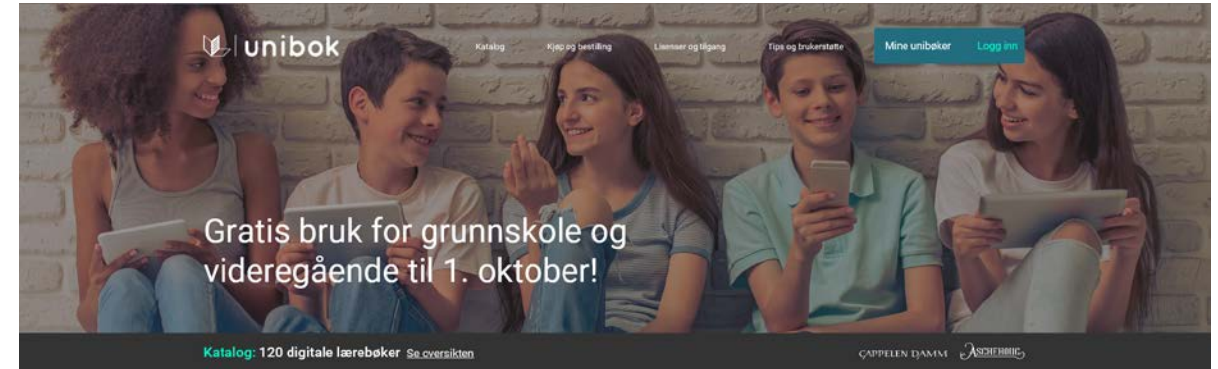 unibok
Katalog Kjøp og bestilling Lisenser og tilgang Tips og brukerstøtte Mine unibøker Logg inn
Gratis bruk for grunnskole og
videregående til 1. oktober!
Katalog: 120 digitale lærebøker Se oversikten CAPPELEN DAMM ASCHEHOUG